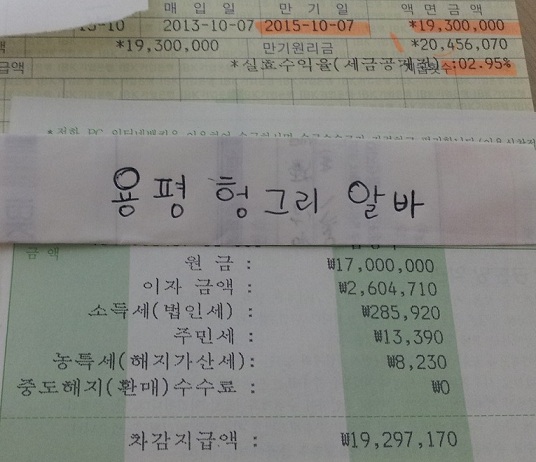 매 입 일 만 기 일 액 면 금 액
2013-10-07 2015-10-07 *19,300,000
*19,300,000 만기원리금 *20,456,070
*실효수익율(세금공제전) :02.95%
용평 헝그리 알바
금 액
원 금 : ₩17,000,000
이자 금액 : ₩2,604,710
소득세(법인세) : ₩285,920
주민세 : ₩13,390
농특세(해지가산세): ₩8,230
중도해지(환매)수수료 : ₩0
차감지급액 : ₩19,297,170